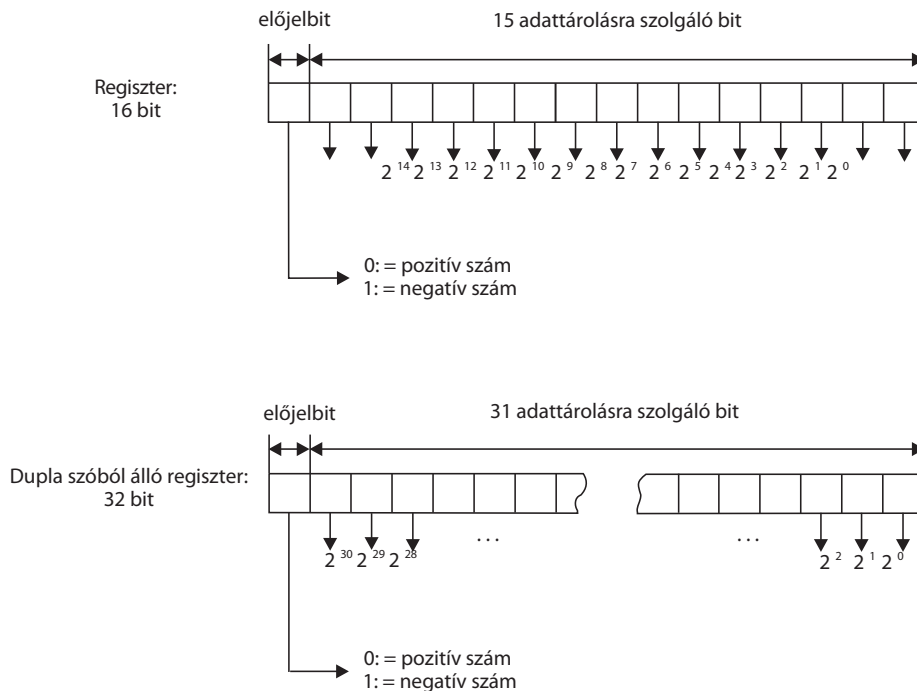 előjelbit 15 adattárolásra szolgáló bit
Regiszter:
16 bit
2^14 2^13 2^12 2^11 2^10 2^9 2^8 2^7 2^6 2^5 2^4 2^3 2^2 2^1 2^0
0: = pozitív szám
1: = negatív szám
előjelbit 31 adattárolásra szolgáló bit
Dupla szóból álló regiszter:
32 bit
... ...
2^30 2^29 2^28 2^2 2^1 2^0
0: = pozitív szám
1: = negatív szám